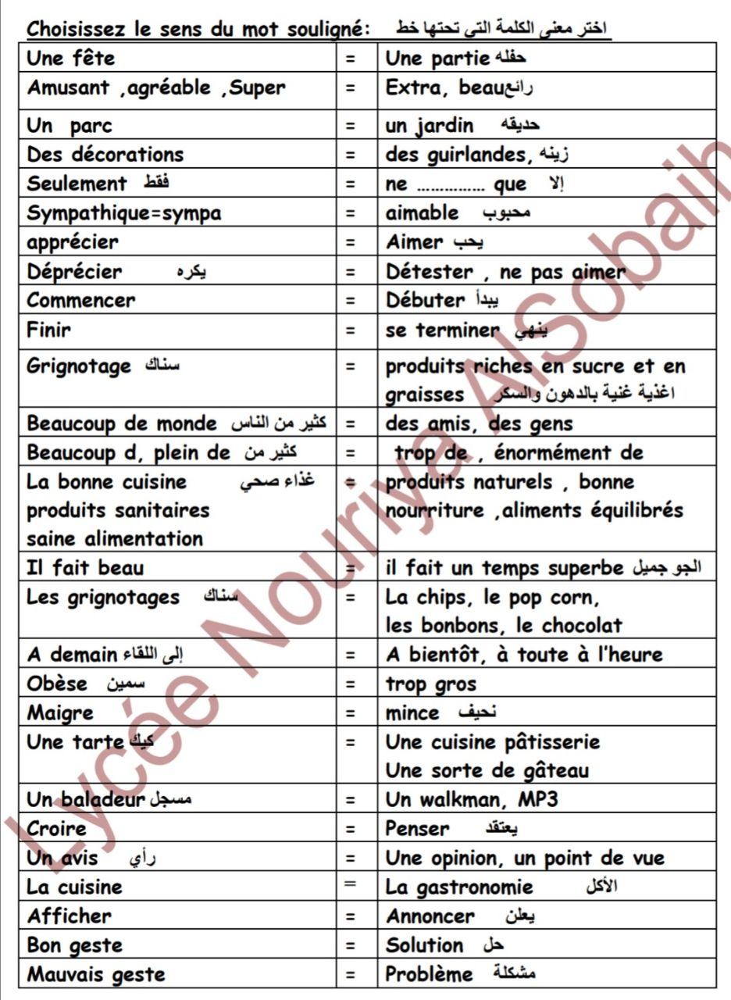 Choisissez le sens du mot souligné: اختر معنى الكلمة التي تحتها خط
Une fête = Une partie حفله
Amusant ,agréable ,Super = Extra, beau رائع
Un parc = un jardin حديقه
Des décorations = des guirlandes, زينه
Seulement فقط = ne ............... que إلا
Sympathique=sympa = aimable محبوب
apprécier = Aimer يحب
Déprécier يكره = Détester , ne pas aimer
Commencer = Débuter يبدأ
Finir = se terminer ينهي
Grignotage سناك = produits riches en sucre et en
graisses اغذية غنية بالدهون والسكر
Beaucoup de monde كثير من الناس = des amis, des gens
Beaucoup d, plein de كثير من = trop de , énormément de
La bonne cuisine غذاء صحي = produits naturels , bonne
produits sanitaires nourriture ,aliments équilibrés
saine alimentation
Il fait beau = il fait un temps superbe الجو جميل
Les grignotages سناك = La chips, le pop corn,
les bonbons, le chocolat
A demain إلى اللقاء = A bientôt, à toute à l'heure
Obèse سمين = trop gros
Maigre = mince نحيف
Une tarte كيك = Une cuisine pâtisserie
Une sorte de gâteau
Un baladeur مسجل = Un walkman, MP3
Croire = Penser يعتقد
Un avis رأي = Une opinion, un point de vue
La cuisine = La gastronomie الأكل
Afficher = Annoncer يعلن
Bon geste = Solution حل
Mauvais geste = Problème مشكلة
Lycée Nouriya AlSobaih